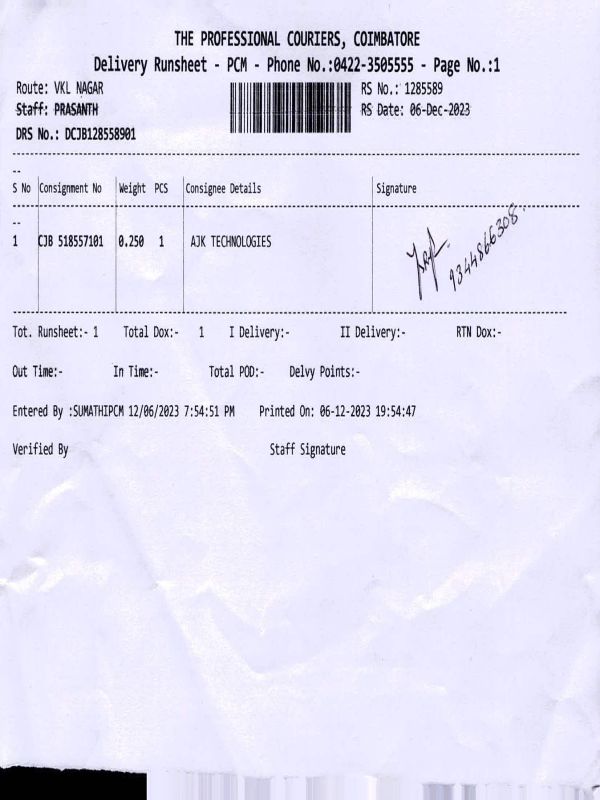 THE PROFESSIONAL COURIERS, COIMBATORE
Delivery Runsheet - PCM - Phone No.:0422-3505555 - Page No.:1
Route: VKL NAGAR RS No.: 1285589
Staff: PRASANTH RS Date: 06-Dec-2023
DRS No.: DCJB128558901
S No Consignment No Weight PCS Consignee Details Signature
1 CJB 518557101 0.250 1 AJK TECHNOLOGIES
9344866308
Tot. Runsheet:- 1 Total Dox:- 1 I Delivery:- II Delivery:- RTN Dox:-
Out Time:- In Time:- Total POD:- Delvy Points:-
Entered By :SUMATHIPCM 12/06/2023 7:54:51 PM Printed On: 06-12-2023 19:54:47
Verified By Staff Signature